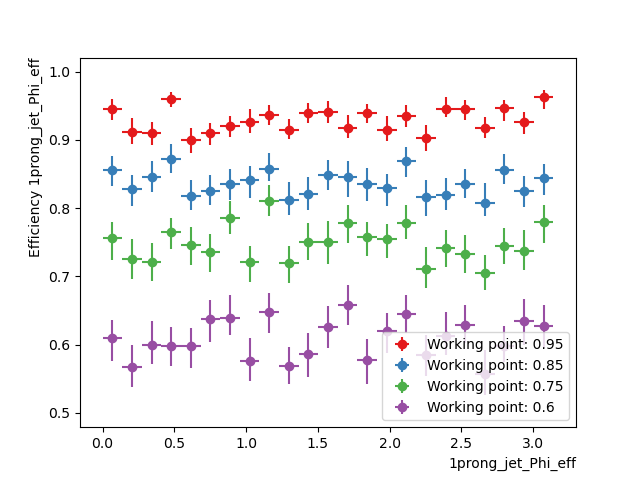 Efficiency 1prong_jet_Phi_eff
1.0
0.9
0.8
0.7
0.6
0.5
0.0
0.5
1.0
1.5
2.0
2.5
3.0
1prong_jet_Phi_eff
Working point: 0.95
Working point: 0.85
Working point: 0.75
Working point: 0.6